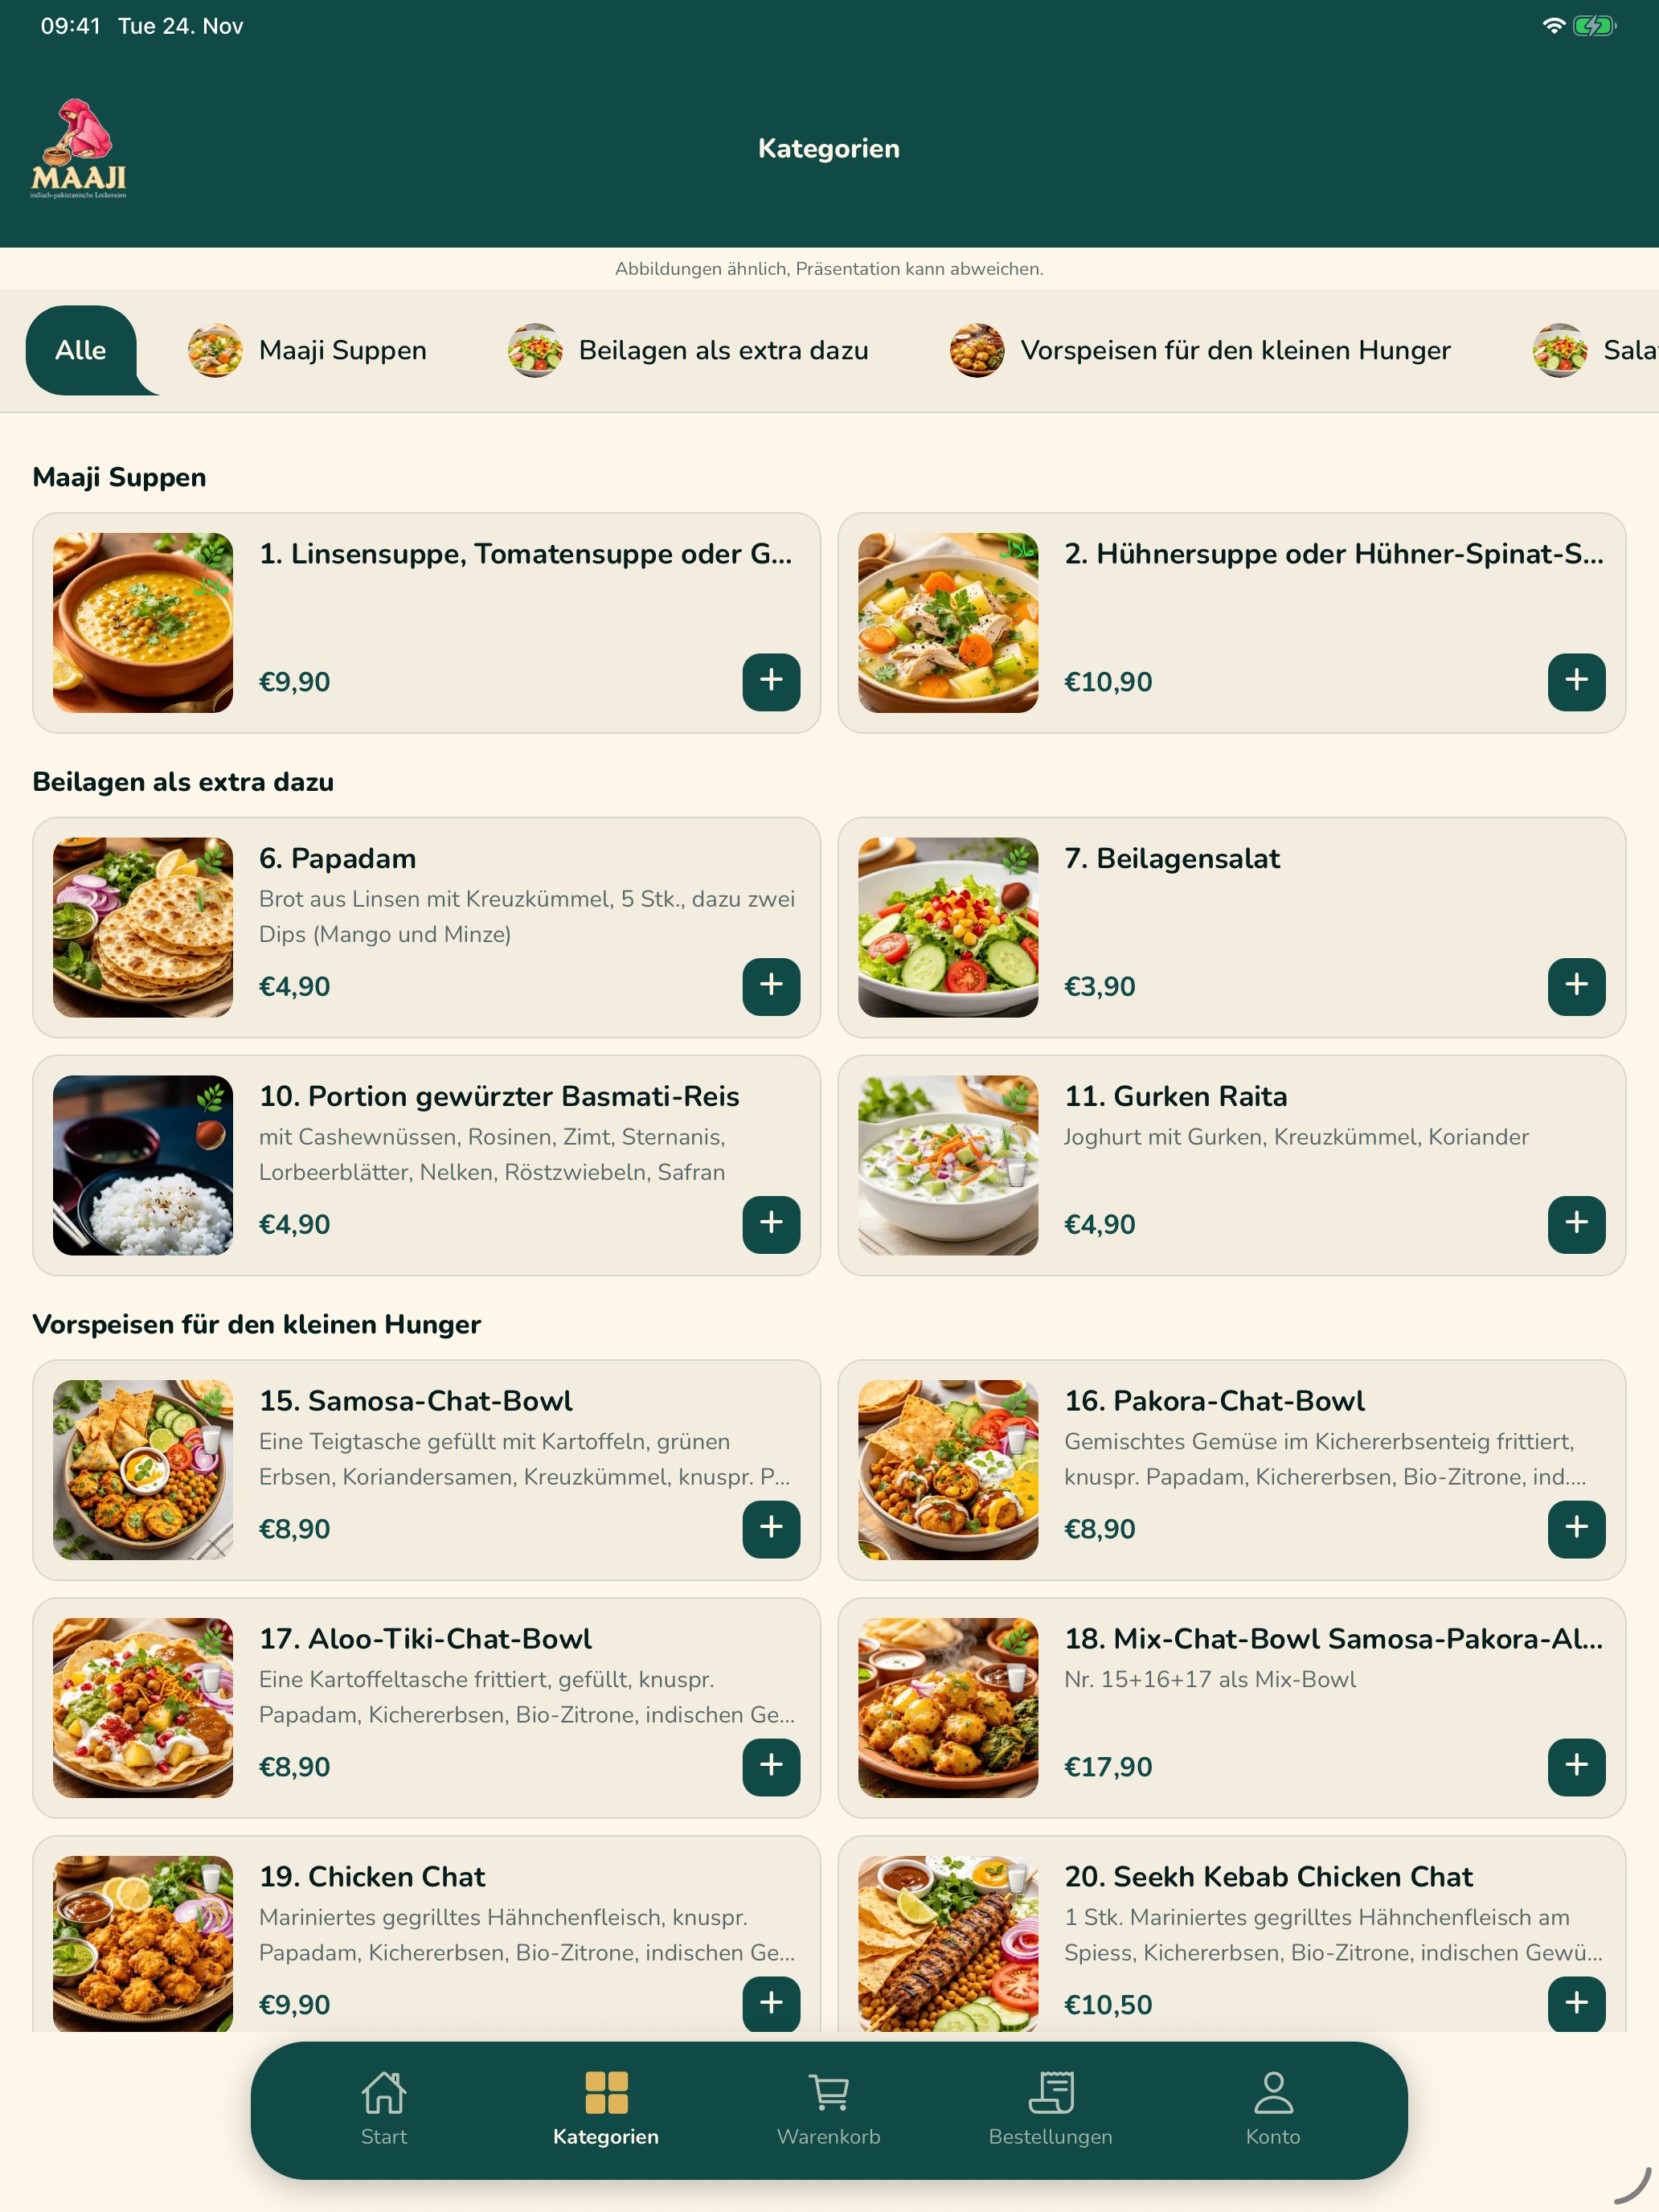 09:41 Tue 24. Nov
MAAJI
indisch-pakistanische Leckereien
Kategorien
Abbildungen ähnlich, Präsentation kann abweichen.
Alle
Maaji Suppen
Beilagen als extra dazu
Vorspeisen für den kleinen Hunger
Maaji Suppen
1. Linsensuppe, Tomatensuppe oder G...
€9,90
2. Hühnersuppe oder Hühner-Spinat-S...
€10,90
Beilagen als extra dazu
6. Papadam
Brot aus Linsen mit Kreuzkümmel, 5 Stk., dazu zwei
Dips (Mango und Minze)
€4,90
7. Beilagensalat
€3,90
10. Portion gewürzter Basmati-Reis
mit Cashewnüssen, Rosinen, Zimt, Sternanis,
Lorbeerblätter, Nelken, Röstzwiebeln, Safran
€4,90
11. Gurken Raita
Joghurt mit Gurken, Kreuzkümmel, Koriander
€4,90
Vorspeisen für den kleinen Hunger
15. Samosa-Chat-Bowl
Eine Teigtasche gefüllt mit Kartoffeln, grünen
Erbsen, Koriandersamen, Kreuzkümmel, knuspr. P...
€8,90
16. Pakora-Chat-Bowl
Gemischtes Gemüse im Kichererbsenteig frittiert,
knuspr. Papadam, Kichererbsen, Bio-Zitrone, ind....
€8,90
17. Aloo-Tiki-Chat-Bowl
Eine Kartoffeltasche frittiert, gefüllt, knuspr.
Papadam, Kichererbsen, Bio-Zitrone, indischen Ge...
€8,90
18. Mix-Chat-Bowl Samosa-Pakora-Al...
Nr. 15+16+17 als Mix-Bowl
€17,90
19. Chicken Chat
Mariniertes gegrilltes Hähnchenfleisch, knuspr.
Papadam, Kichererbsen, Bio-Zitrone, indischen Ge...
€9,90
20. Seekh Kebab Chicken Chat
1 Stk. Mariniertes gegrilltes Hähnchenfleisch am
Spiess, Kichererbsen, Bio-Zitrone, indischen Gewü...
€10,50
Start
Kategorien
Warenkorb
Bestellungen
Konto